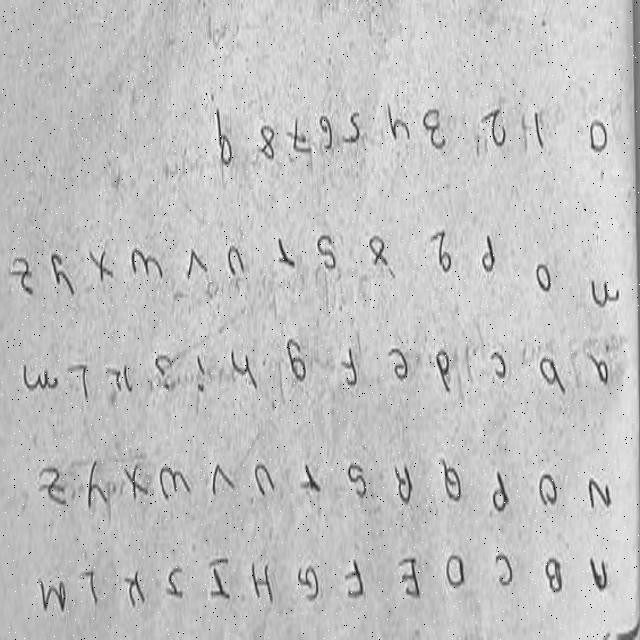 A B C D E F G H I J K L M
N O P Q R S T U V W X Y Z
a b c d e f g h i j k l m
n o p q r s t u v w x y z
0 1 2 3 4 5 6 7 8 9